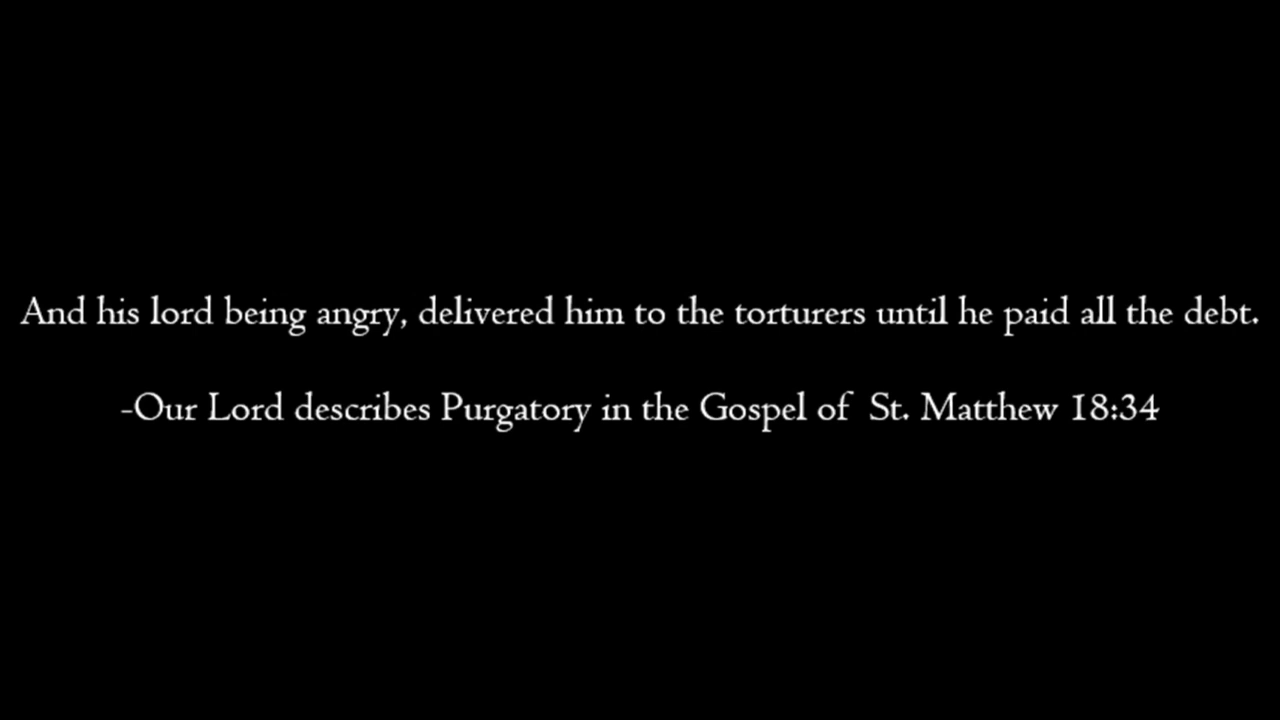 And his lord being angry, delivered him to the torturers until he paid all the debt.
-Our Lord describes Purgatory in the Gospel of St. Matthew 18:34